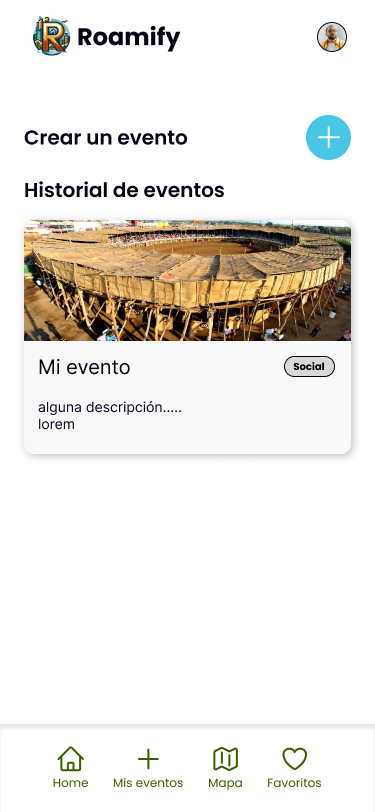 Roamify
Crear un evento
Historial de eventos
Mi evento
Social
alguna descripción.....
lorem
Home
Mis eventos
Mapa
Favoritos